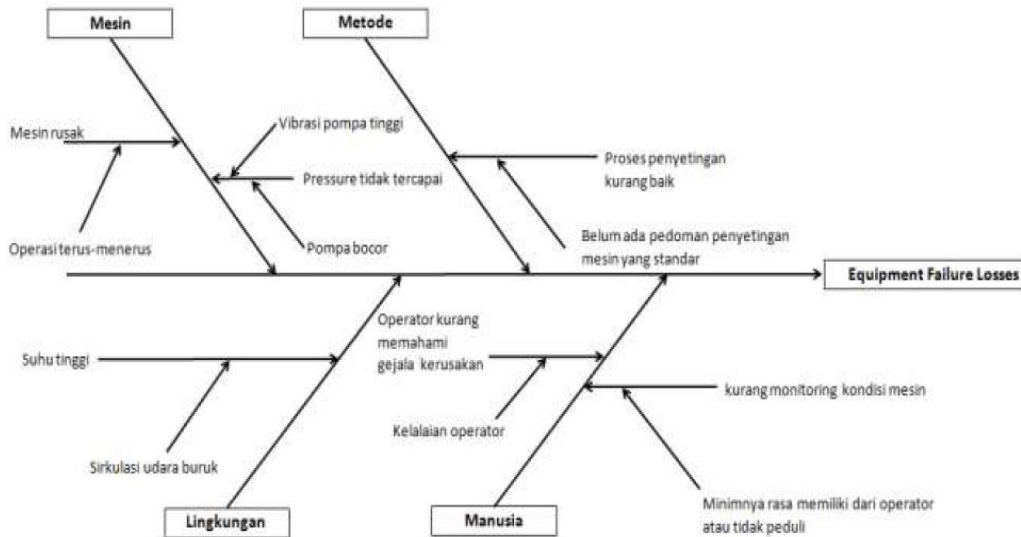 Mesin
Metode
Mesin rusak
Vibrasi pompa tinggi
Pressure tidak tercapai
Proses penyetingan
kurang baik
Operasi terus-menerus
Pompa bocor
Belum ada pedoman penyetingan
mesin yang standar
Equipment Failure Losses
Suhu tinggi
Operator kurang
memahami
gejala kerusakan
kurang monitoring kondisi mesin
Kelalaian operator
Sirkulasi udara buruk
Minimnya rasa memiliki dari operator
atau tidak peduli
Lingkungan
Manusia